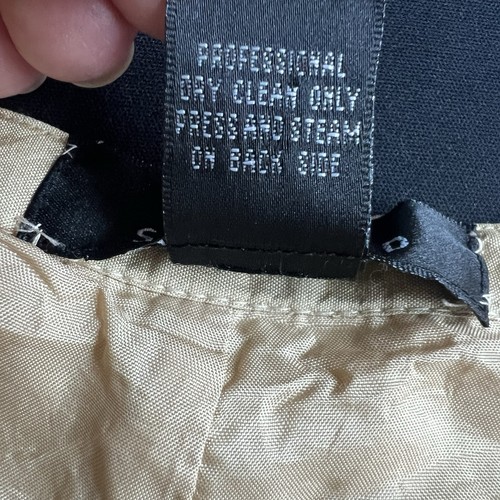 PROFESSIONAL
DRY CLEAN ONLY
PRESS AND STEAM
ON BACK SIDE